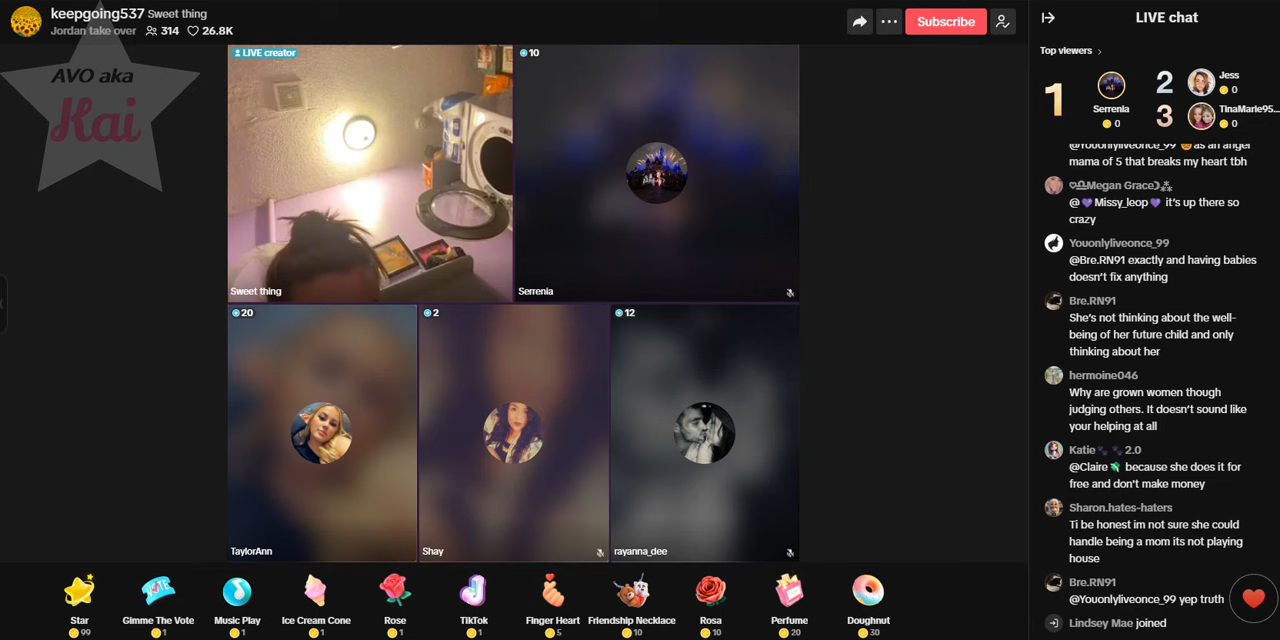 keepgoing537 Sweet thing
Jordan take over 314 26.8K
Subscribe
AVO aka
Kai
LIVE creator
Sweet thing
10
Serrenia
20
TaylorAnn
2
Shay
12
rayanna_dee
Star
99
Gimme The Vote
1
Music Play
1
Ice Cream Cone
1
Rose
1
TikTok
1
Finger Heart
5
Friendship Necklace
10
Rosa
10
Perfume
20
Doughnut
30
LIVE chat
Top viewers
1
Serrenia
0
2
Jess
0
3
TinaMarie95...
0
@Youonlyliveonce_99 😡 as an anger
mama of 5 that breaks my heart tbh
Megan Grace
@💜Missy_leop💜 it's up there so
crazy
Youonlyliveonce_99
@Bre.RN91 exactly and having babies
doesn't fix anything
Bre.RN91
She's not thinking about the well-
being of her future child and only
thinking about her
hermoine046
Why are grown women though
judging others. It doesn't sound like
your helping at all
Katie🐾🐾2.0
@Claire💸 because she does it for
free and don't make money
Sharon.hates-haters
Ti be honest im not sure she could
handle being a mom its not playing
house
Bre.RN91
@Youonlyliveonce_99 yep truth
Lindsey Mae joined